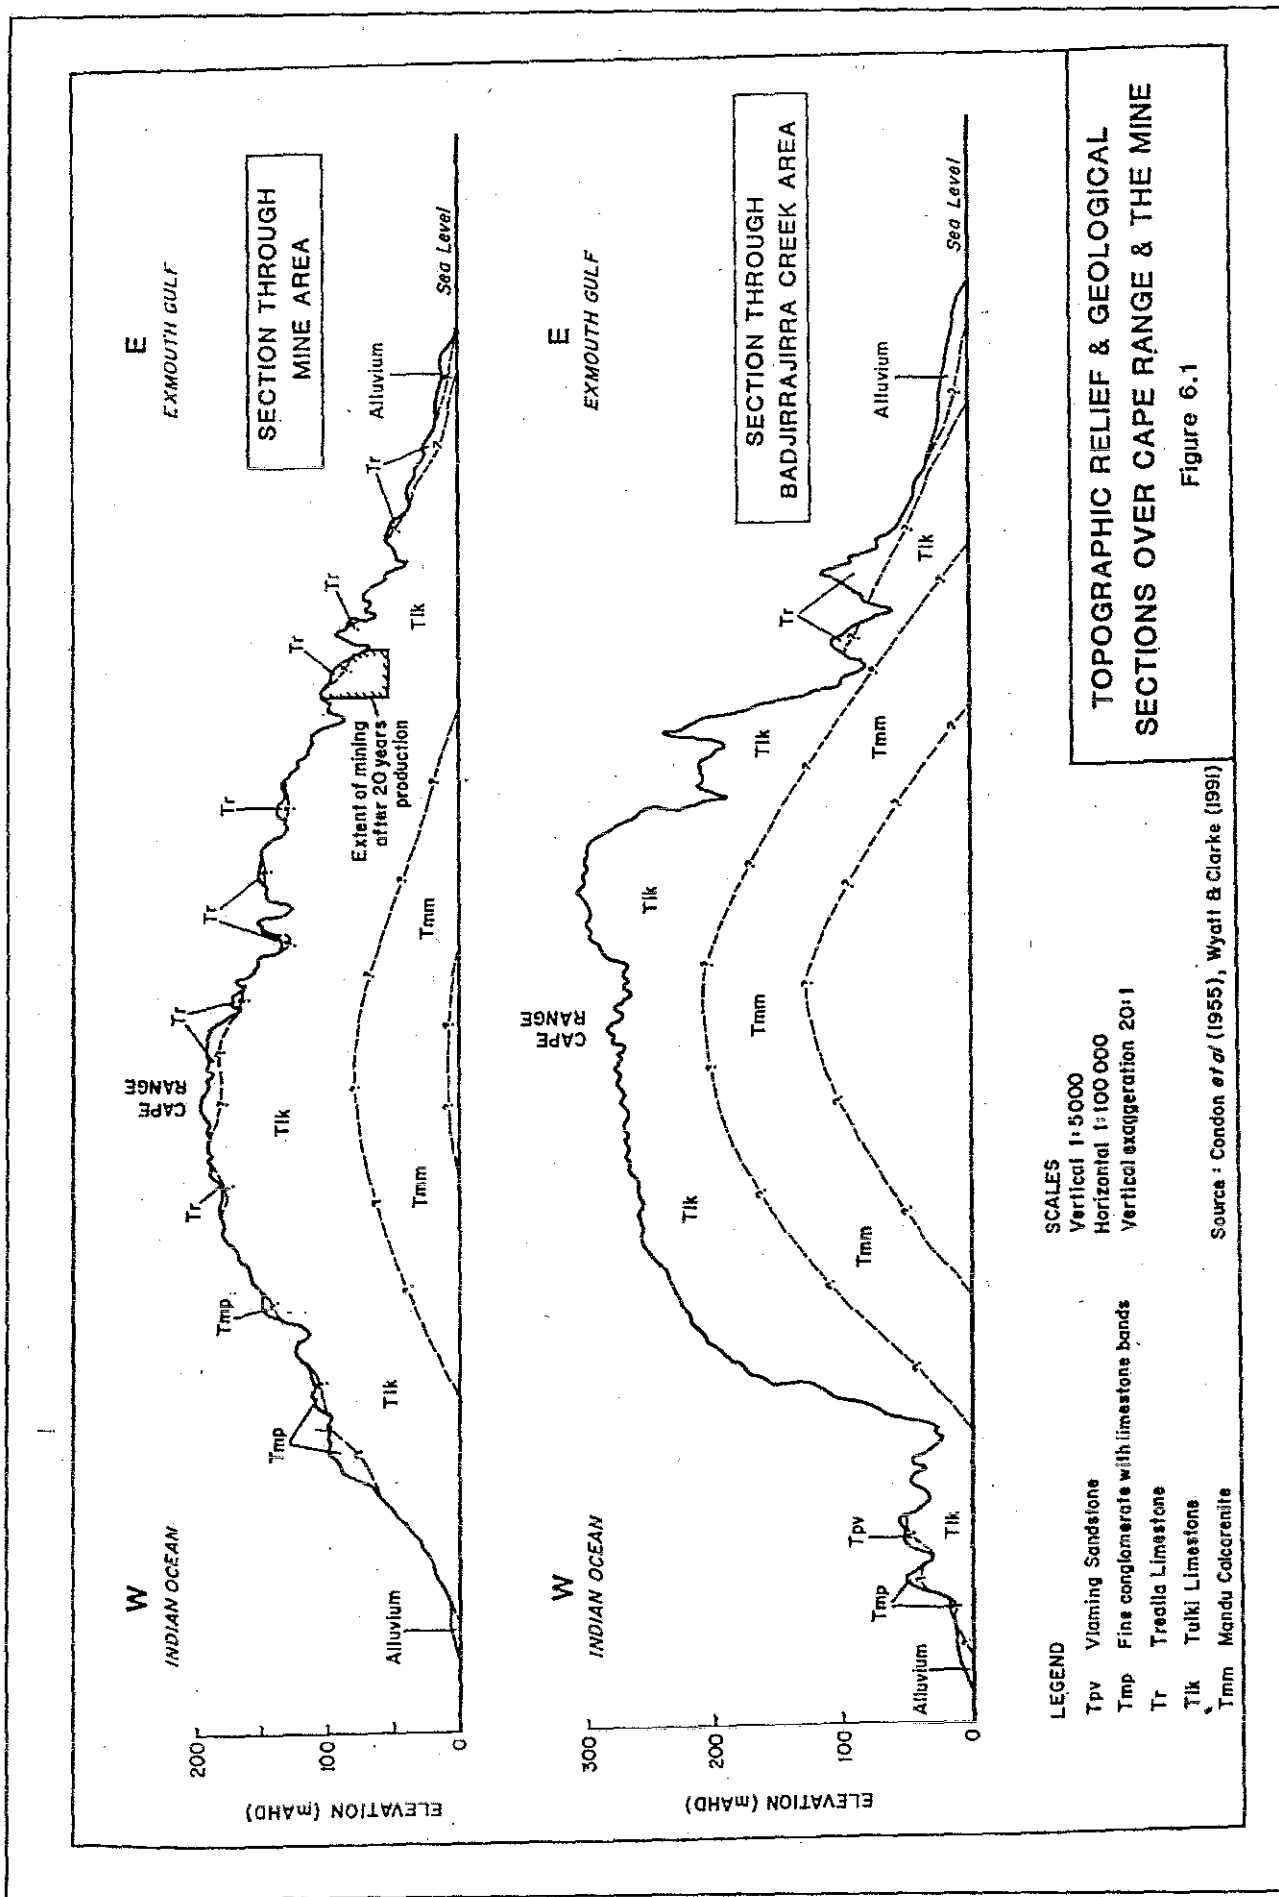 W
INDIAN OCEAN
E
EXMOUTH GULF
SECTION THROUGH
MINE AREA
ELEVATION (mAHD)
200
100
0
Alluvium
Tmp
Tmp
Tlk
Tr
CAPE
RANGE
Tr
Tlk
Tmm
Tr
Tmm
Tr
Extent of mining
after 20 years
production
Tr
Tr
Tlk
Tr
Alluvium
Sea Level
W
INDIAN OCEAN
E
EXMOUTH GULF
SECTION THROUGH
BADJIRRAJIRRA CREEK AREA
ELEVATION (mAHD)
300
200
100
0
Alluvium
Tmp
Tpv
Tlk
CAPE
RANGE
Tlk
Tmm
Tmm
Tlk
Tlk
Tmm
Tr
Tlk
Alluvium
Sea Level
LEGEND
Tpv Vlaming Sandstone
Tmp Fine conglomerate with limestone bands
Tr Trealla Limestone
Tlk Tulki Limestone
Tmm Mandu Calcarenite
SCALES
Vertical 1:5000
Horizontal 1:100 000
Vertical exaggeration 20:1
Source : Condon et al (1955), Wyatt & Clarke (1991)
TOPOGRAPHIC RELIEF & GEOLOGICAL
SECTIONS OVER CAPE RANGE & THE MINE
Figure 6.1